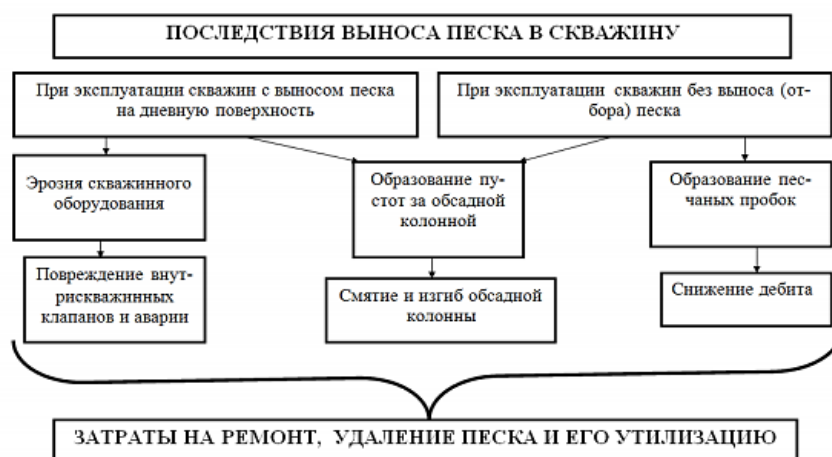 ПОСЛЕДСТВИЯ ВЫНОСА ПЕСКА В СКВАЖИНУ
При эксплуатации скважин с выносом песка
на дневную поверхность
При эксплуатации скважин без выноса (от-
бора) песка
Эрозия скважинного
оборудования
Образование пу-
стот за обсадной
колонной
Образование пес-
чаных пробок
Повреждение внут-
рискважинных
клапанов и аварии
Смятие и изгиб обсадной
колонны
Снижение дебита
ЗАТРАТЫ НА РЕМОНТ, УДАЛЕНИЕ ПЕСКА И ЕГО УТИЛИЗАЦИЮ